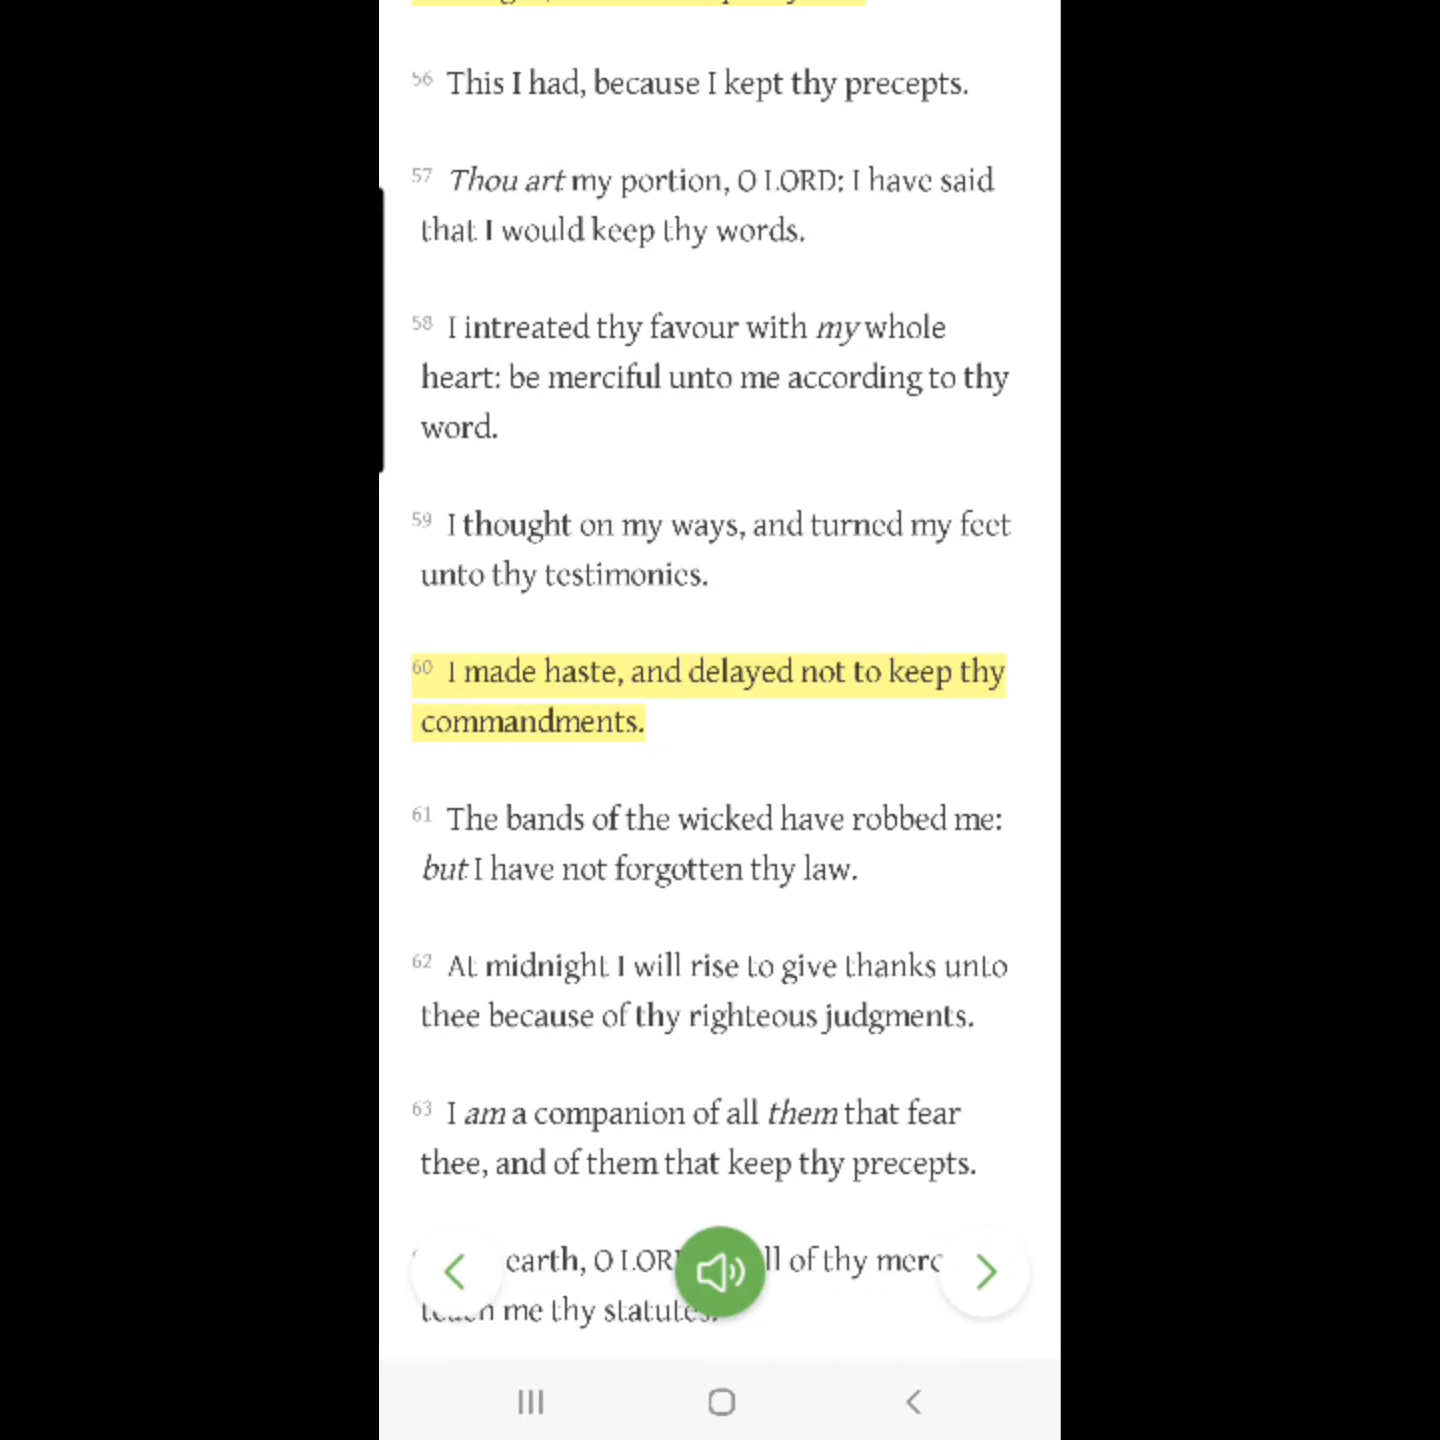 56 This I had, because I kept thy precepts.
57 Thou art my portion, O LORD: I have said
that I would keep thy words.
58 I intreated thy favour with my whole
heart: be merciful unto me according to thy
word.
59 I thought on my ways, and turned my feet
unto thy testimonies.
60 I made haste, and delayed not to keep thy
commandments.
61 The bands of the wicked have robbed me:
but I have not forgotten thy law.
62 At midnight I will rise to give thanks unto
thee because of thy righteous judgments.
63 I am a companion of all them that fear
thee, and of them that keep thy precepts.
earth, O LOR ll of thy merc
me thy statutes.